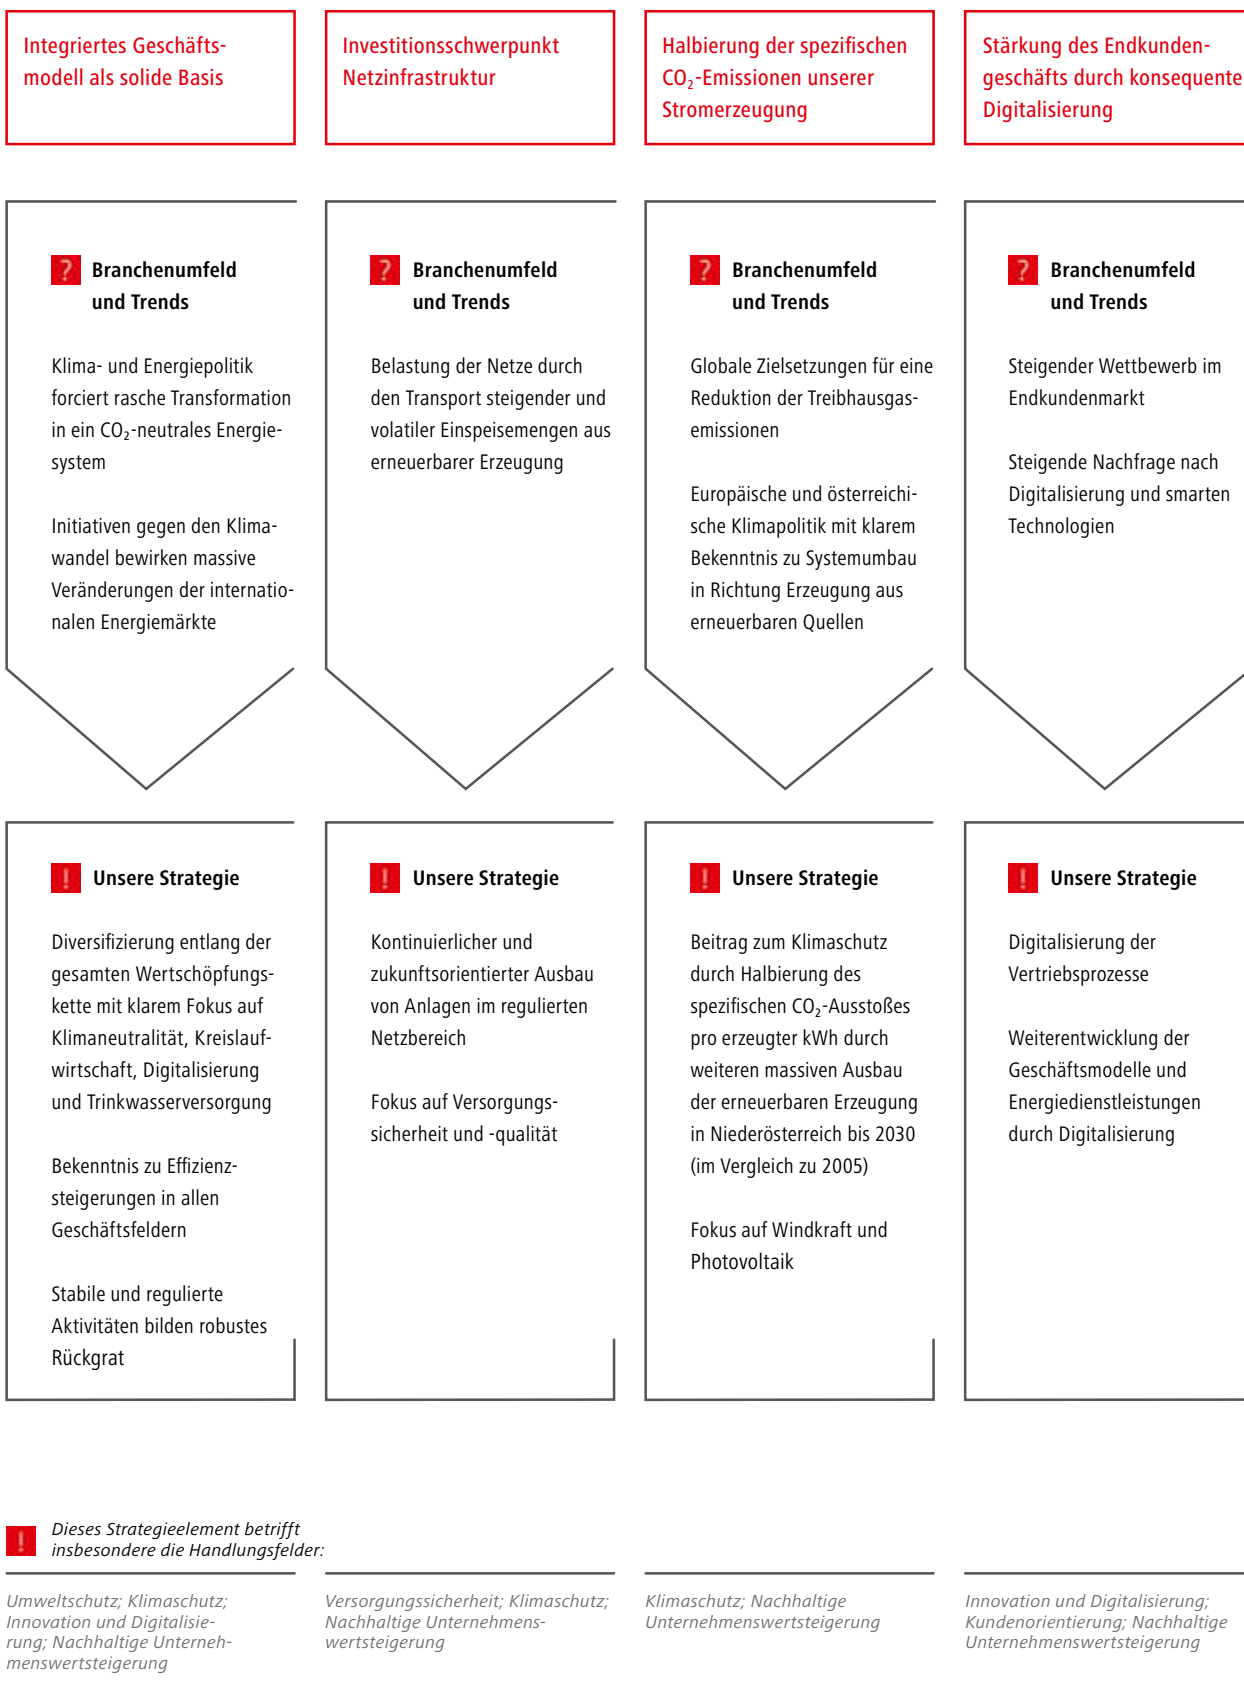 Integriertes Geschäfts-
modell als solide Basis
Investitionsschwerpunkt
Netzinfrastruktur
Halbierung der spezifischen
CO₂-Emissionen unserer
Stromerzeugung
Stärkung des Endkunden-
geschäfts durch konsequente
Digitalisierung
? Branchenumfeld
und Trends
Klima- und Energiepolitik
forciert rasche Transformation
in ein CO₂-neutrales Energie-
system
Initiativen gegen den Klima-
wandel bewirken massive
Veränderungen der internatio-
nalen Energiemärkte
? Branchenumfeld
und Trends
Belastung der Netze durch
den Transport steigender und
volatiler Einspeisemengen aus
erneuerbarer Erzeugung
? Branchenumfeld
und Trends
Globale Zielsetzungen für eine
Reduktion der Treibhausgas-
emissionen
Europäische und österreichi-
sche Klimapolitik mit klarem
Bekenntnis zu Systemumbau
in Richtung Erzeugung aus
erneuerbaren Quellen
? Branchenumfeld
und Trends
Steigender Wettbewerb im
Endkundenmarkt
Steigende Nachfrage nach
Digitalisierung und smarten
Technologien
! Unsere Strategie
Diversifizierung entlang der
gesamten Wertschöpfungs-
kette mit klarem Fokus auf
Klimaneutralität, Kreislauf-
wirtschaft, Digitalisierung
und Trinkwasserversorgung
Bekenntnis zu Effizienz-
steigerungen in allen
Geschäftsfeldern
Stabile und regulierte
Aktivitäten bilden robustes
Rückgrat
! Unsere Strategie
Kontinuierlicher und
zukunftsorientierter Ausbau
von Anlagen im regulierten
Netzbereich
Fokus auf Versorgungs-
sicherheit und -qualität
! Unsere Strategie
Beitrag zum Klimaschutz
durch Halbierung des
spezifischen CO₂-Ausstoßes
pro erzeugter kWh durch
weiteren massiven Ausbau
der erneuerbaren Erzeugung
in Niederösterreich bis 2030
(im Vergleich zu 2005)
Fokus auf Windkraft und
Photovoltaik
! Unsere Strategie
Digitalisierung der
Vertriebsprozesse
Weiterentwicklung der
Geschäftsmodelle und
Energiedienstleistungen
durch Digitalisierung
! Dieses Strategieelement betrifft
insbesondere die Handlungsfelder:
Umweltschutz; Klimaschutz;
Innovation und Digitalisie-
rung; Nachhaltige Unterneh-
menswertsteigerung
Versorgungssicherheit; Klimaschutz;
Nachhaltige Unternehmens-
wertsteigerung
Klimaschutz; Nachhaltige
Unternehmenswertsteigerung
Innovation und Digitalisierung;
Kundenorientierung; Nachhaltige
Unternehmenswertsteigerung